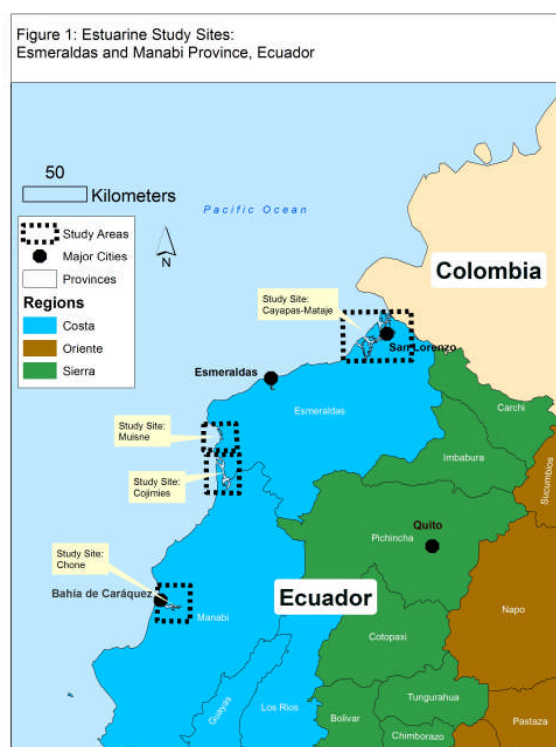 Figure 1: Estuarine Study Sites:
Esmeraldas and Manabi Province, Ecuador
50
Kilometers
Pacific Ocean
N
Study Areas
Major Cities
Provinces
Regions
Costa
Oriente
Sierra
Colombia
Study Site:
Cayapas-Mataje
San Lorenzo
Esmeraldas
Esmeraldas
Carchi
Study Site:
Muisne
Imbabura
Sucumbios
Study Site:
Cojimies
Quito
Pichincha
Study Site:
Chone
Bahía de Caráquez
Manabi
Ecuador
Napo
Cotopaxi
Guayas
Los Rios
Tungurahua
Bolivar
Pastaza
Chimborazo